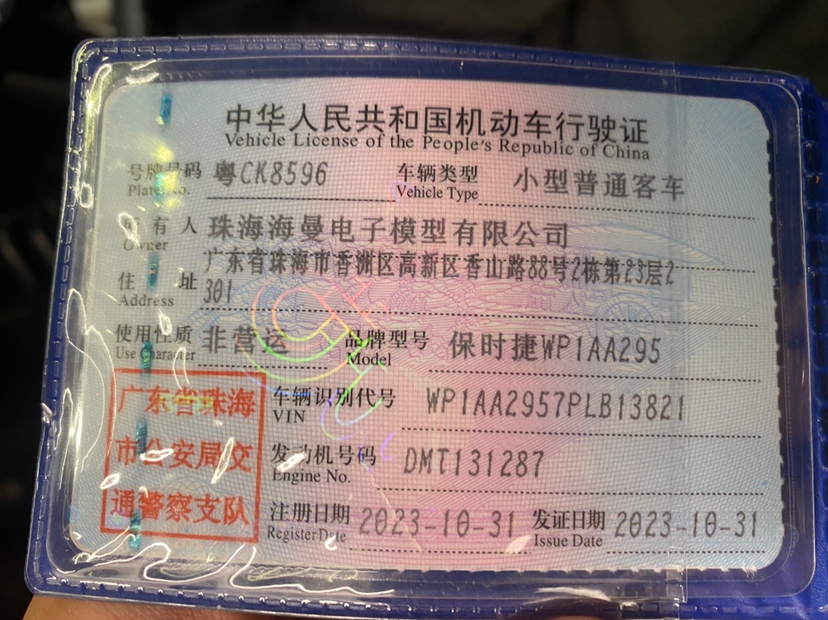 中华人民共和国机动车行驶证
Vehicle License of the People's Republic of China
号牌号码 粤CK8596 车辆类型 小型普通客车
Plate No. Vehicle Type
所有人 珠海海曼电子模型有限公司
Owner
住址 广东省珠海市香洲区高新区香山路88号2栋第23层2
Address 301
使用性质 非营运 品牌型号 保时捷WP1AA295
Use Character Model
广东省珠海 车辆识别代号 WP1AA2957PLB13821
VIN
市公安局交 发动机号码 DMT131287
Engine No.
通警察支队 注册日期 2023-10-31 发证日期 2023-10-31
Register Date Issue Date